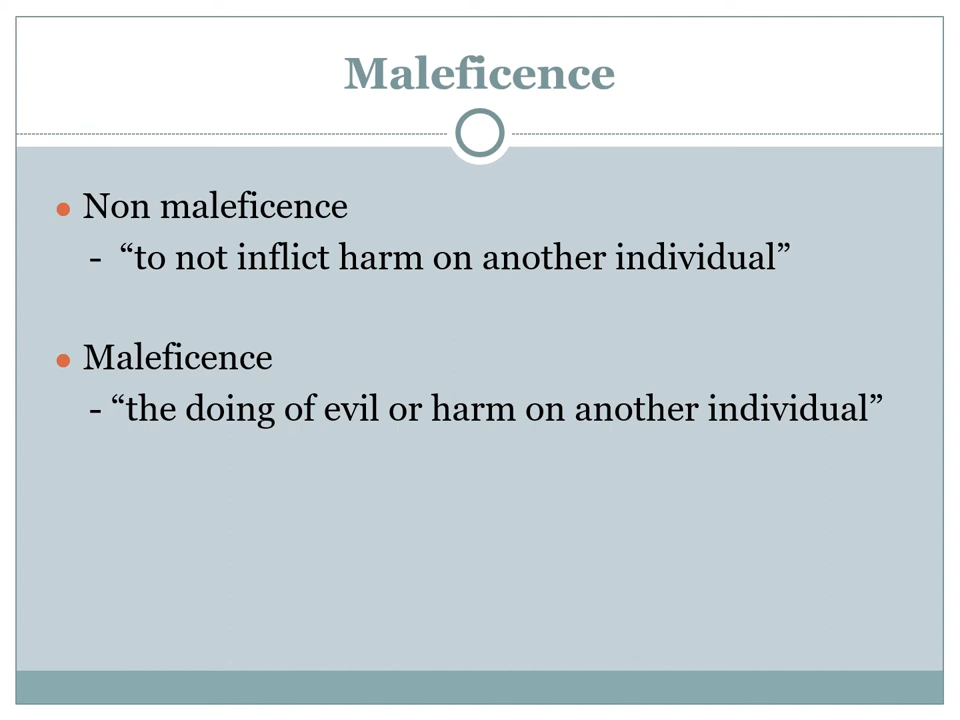 Maleficence
● Non maleficence
- “to not inflict harm on another individual”
● Maleficence
- “the doing of evil or harm on another individual”